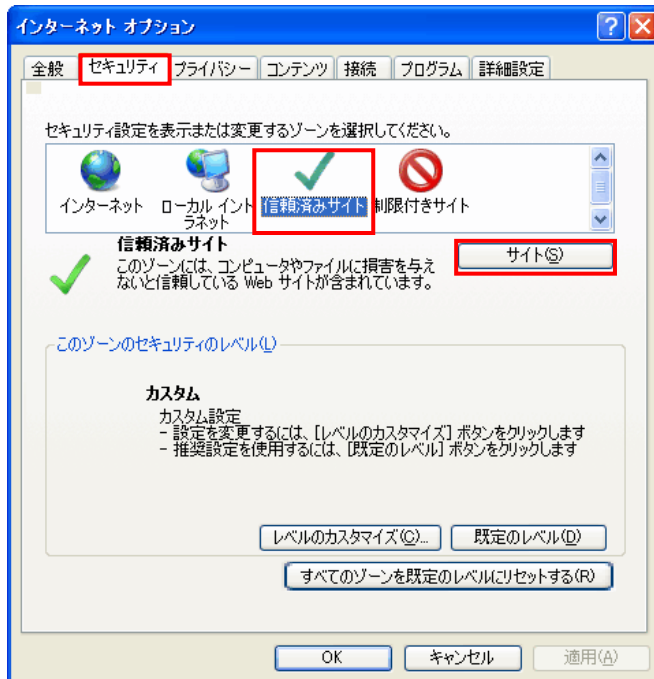 インターネット オプション
全般 セキュリティ プライバシー コンテンツ 接続 プログラム 詳細設定
セキュリティ設定を表示または変更するゾーンを選択してください。
インターネット
ローカル イント
ラネット
信頼済みサイト
制限付きサイト
信頼済みサイト
このゾーンには、コンピュータやファイルに損害を与え
ないと信頼している Web サイトが含まれています。
サイト(S)
このゾーンのセキュリティのレベル(L)
カスタム
カスタム設定
- 設定を変更するには、[レベルのカスタマイズ] ボタンをクリックします
- 推奨設定を使用するには、[既定のレベル] ボタンをクリックします
レベルのカスタマイズ(C)... 既定のレベル(D)
すべてのゾーンを既定のレベルにリセットする(R)
OK キャンセル 適用(A)